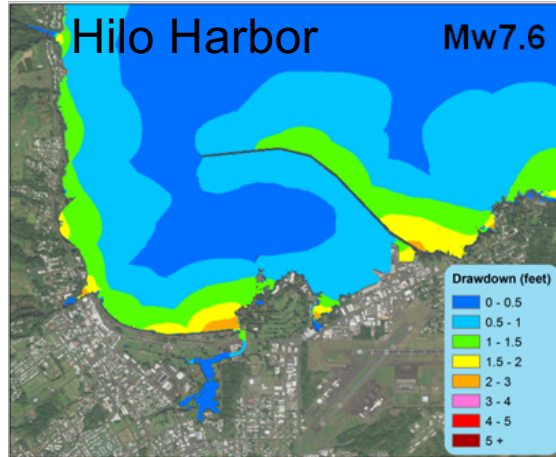 Hilo Harbor
Mw7.6
Drawdown (feet)
0 - 0.5
0.5 - 1
1 - 1.5
1.5 - 2
2 - 3
3 - 4
4 - 5
5 +